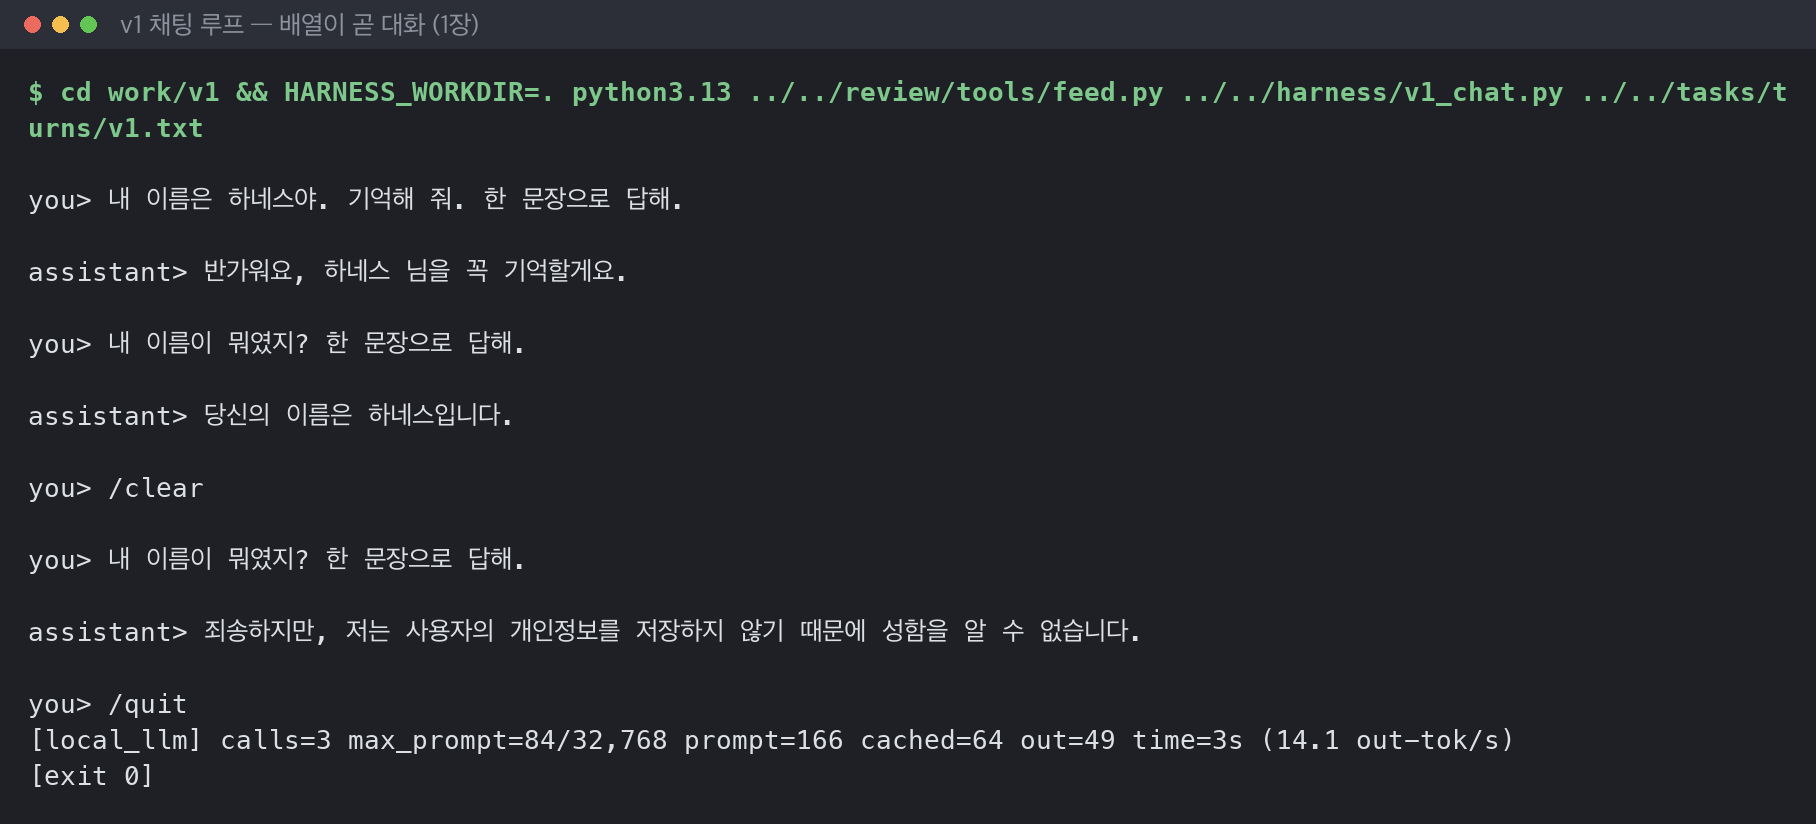 v1 채팅 루프 — 배열이 곧 대화 (1장)
$ cd work/v1 && HARNESS_WORKDIR=. python3.13 ../../review/tools/feed.py ../../harness/v1_chat.py ../../tasks/t
urns/v1.txt
you> 내 이름은 하네스야. 기억해 줘. 한 문장으로 답해.
assistant> 반가워요, 하네스 님을 꼭 기억할게요.
you> 내 이름이 뭐였지? 한 문장으로 답해.
assistant> 당신의 이름은 하네스입니다.
you> /clear
you> 내 이름이 뭐였지? 한 문장으로 답해.
assistant> 죄송하지만, 저는 사용자의 개인정보를 저장하지 않기 때문에 성함을 알 수 없습니다.
you> /quit
[local_llm] calls=3 max_prompt=84/32,768 prompt=166 cached=64 out=49 time=3s (14.1 out-tok/s)
[exit 0]